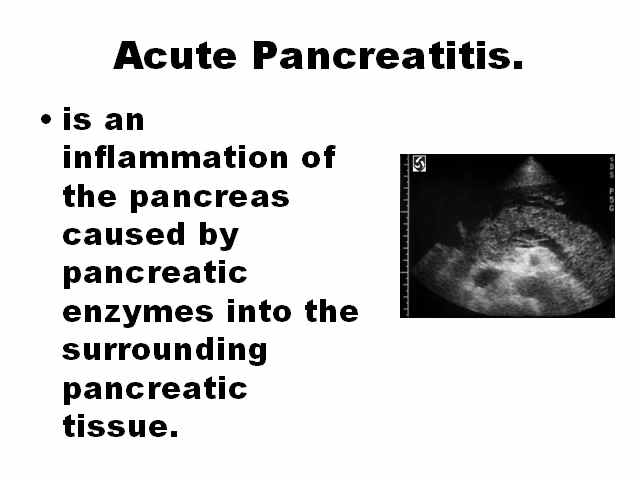 Acute Pancreatitis.
• is an
inflammation of
the pancreas
caused by
pancreatic
enzymes into the
surrounding
pancreatic
tissue.